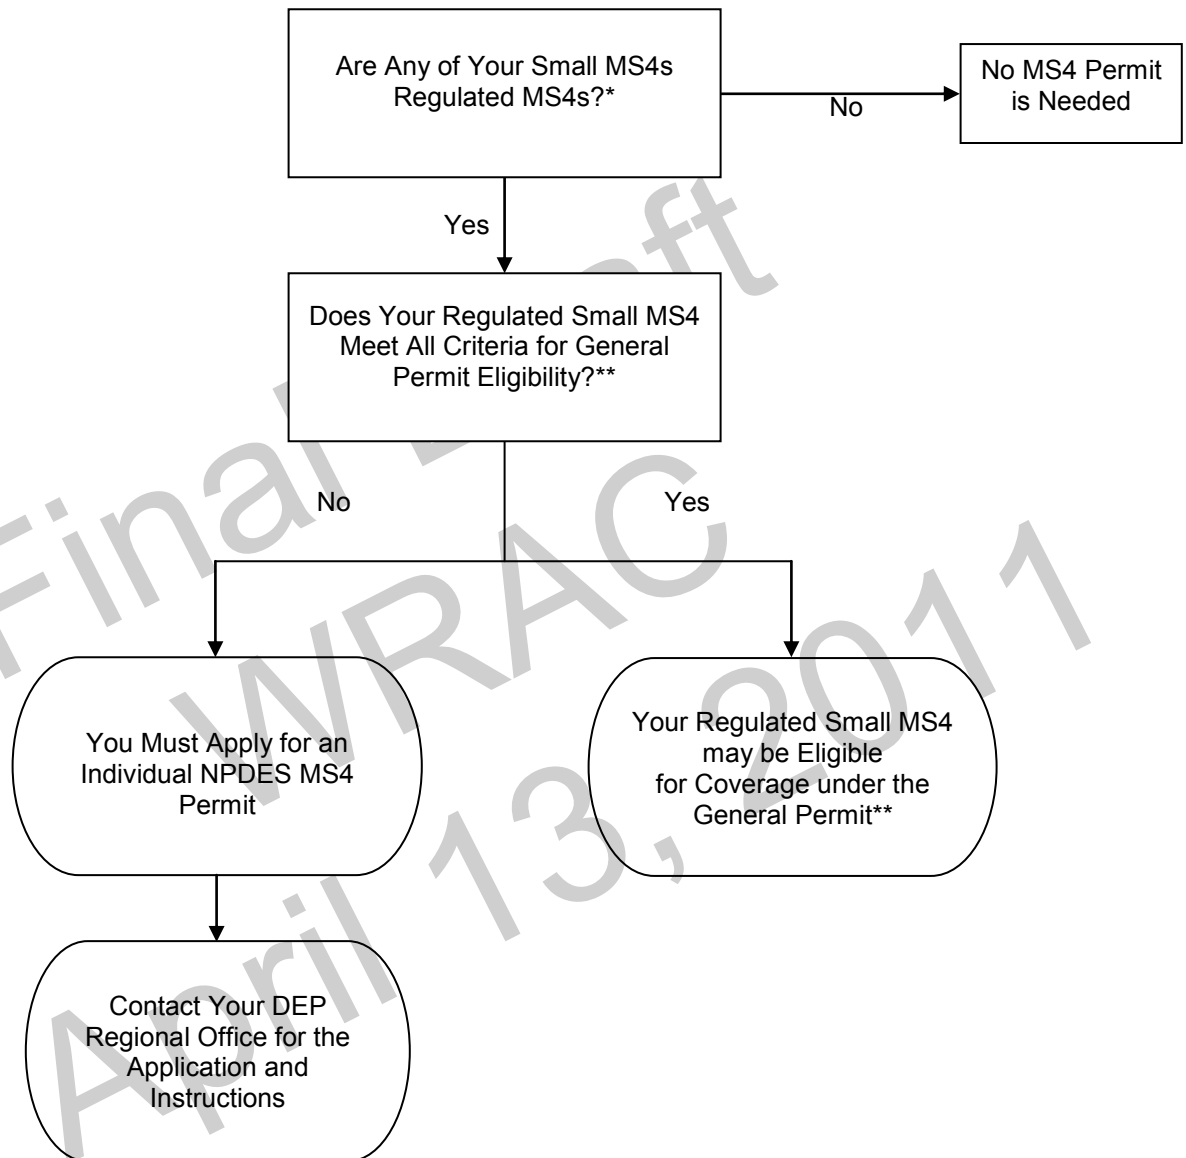 Are Any of Your Small MS4s
Regulated MS4s?*
No
No MS4 Permit
is Needed
Yes
Does Your Regulated Small MS4
Meet All Criteria for General
Permit Eligibility?**
No
Yes
You Must Apply for an
Individual NPDES MS4
Permit
Your Regulated Small MS4
may be Eligible
for Coverage under the
General Permit**
Contact Your DEP
Regional Office for the
Application and
Instructions
Final Draft
WRAC
April 13, 2011